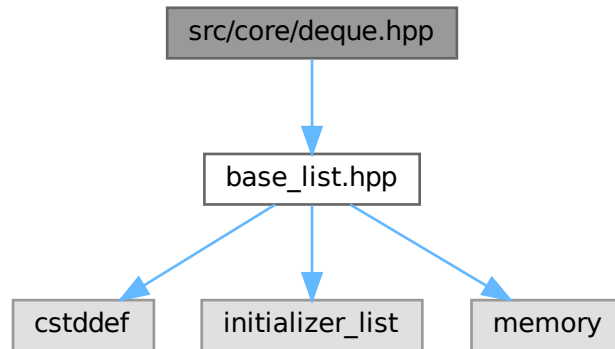 src/core/deque.hpp
base_list.hpp
cstddef
initializer_list
memory